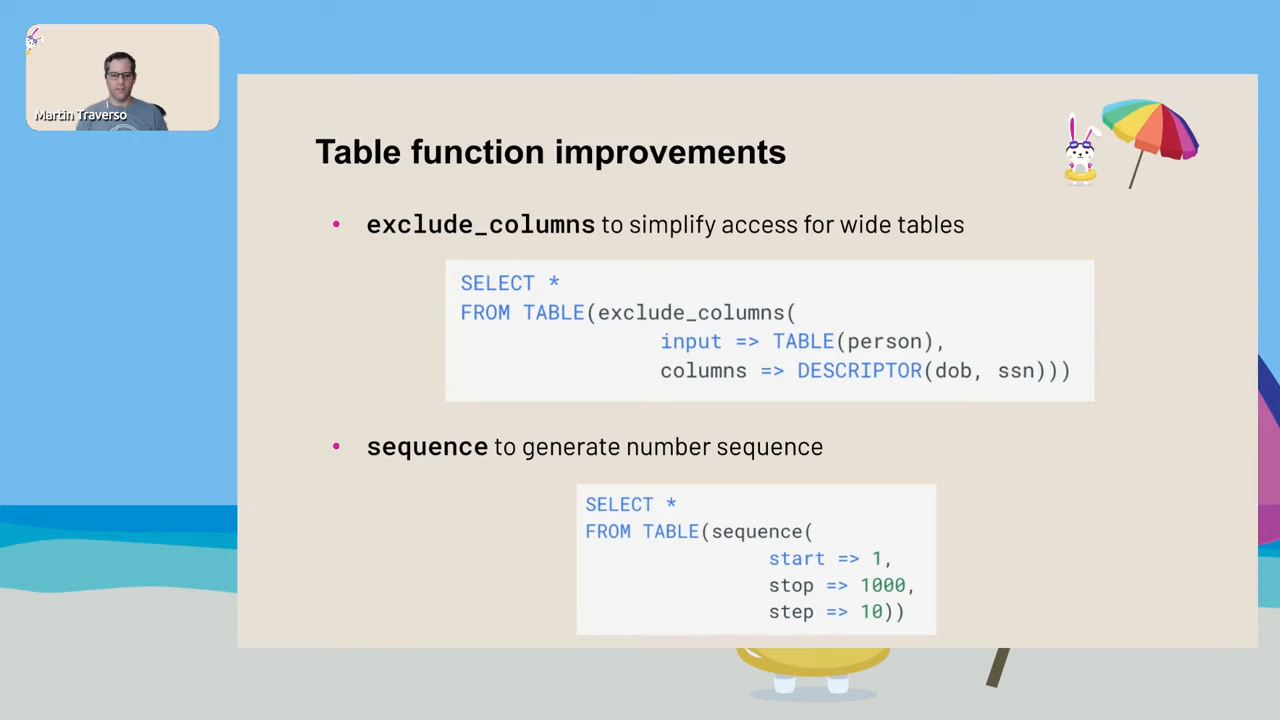 Martin Traverso
Table function improvements
• exclude_columns to simplify access for wide tables
SELECT *
FROM TABLE(exclude_columns(
input => TABLE(person),
columns => DESCRIPTOR(dob, ssn)))
• sequence to generate number sequence
SELECT *
FROM TABLE(sequence(
start => 1,
stop => 1000,
step => 10))